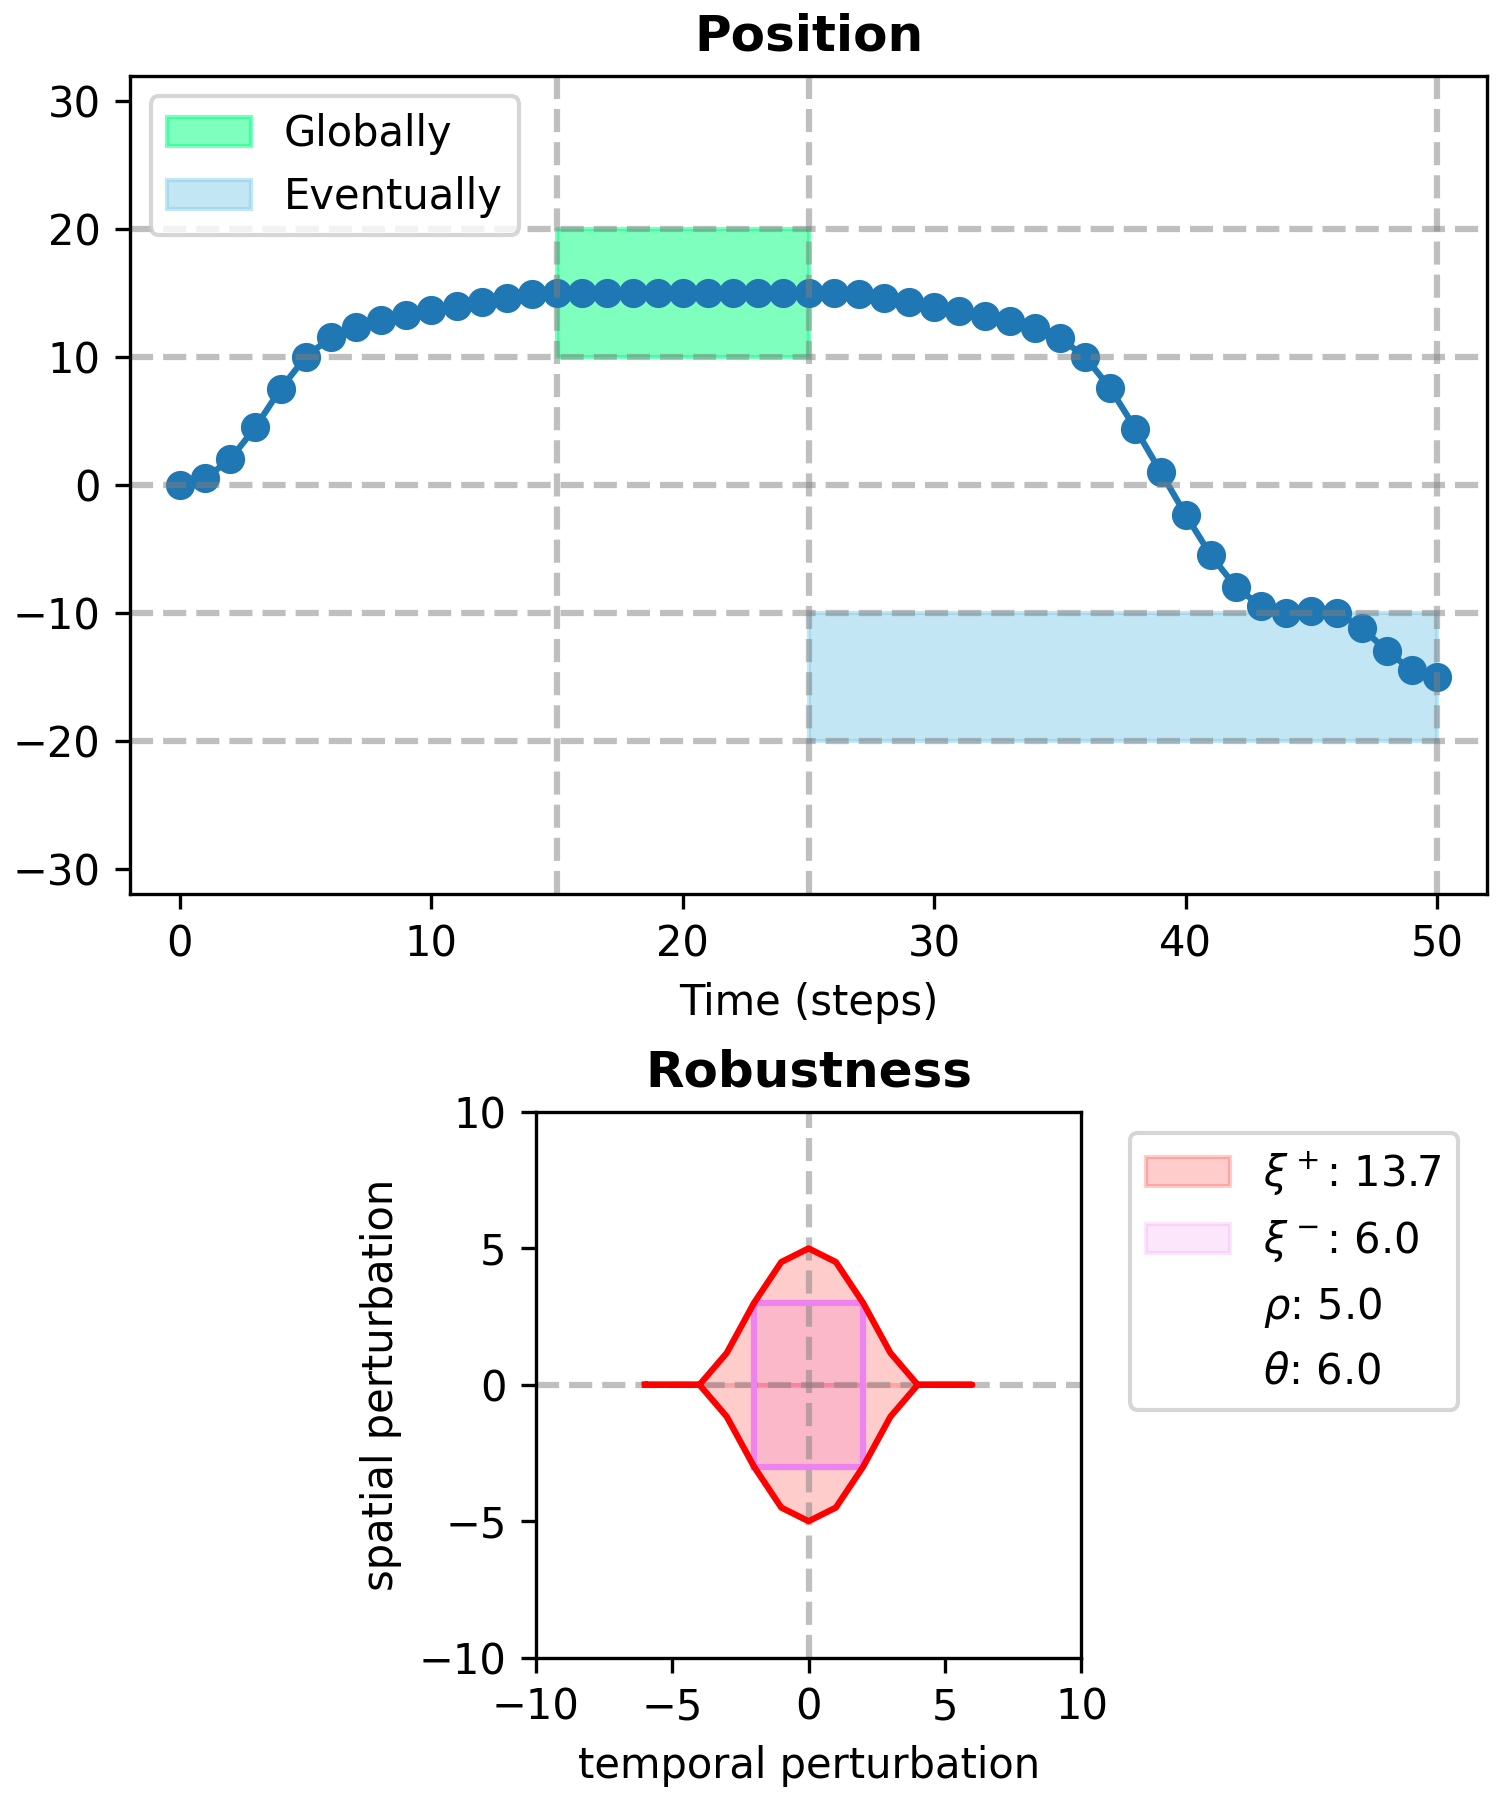 Position
30
20
10
0
−10
−20
−30
Globally
Eventually
0 10 20 30 40 50
Time (steps)
Robustness
10
5
0
−5
−10
spatial perturbation
−10 −5 0 5 10
temporal perturbation
ξ⁺: 13.7
ξ⁻: 6.0
ρ: 5.0
θ: 6.0